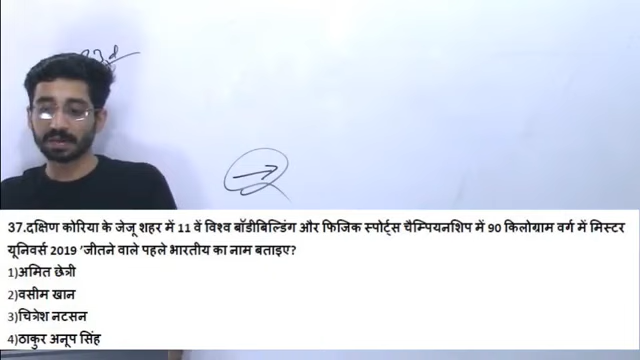 37.दक्षिण कोरिया के जेजू शहर में 11 वें विश्व बॉडीबिल्डिंग और फिजिक स्पोर्ट्स चैम्पियनशिप में 90 किलोग्राम वर्ग में मिस्टर
यूनिवर्स 2019 'जीतने वाले पहले भारतीय का नाम बताइए?
1)अमित छेत्री
2)वसीम खान
3)चित्रेश नटसन
4)ठाकुर अनूप सिंह